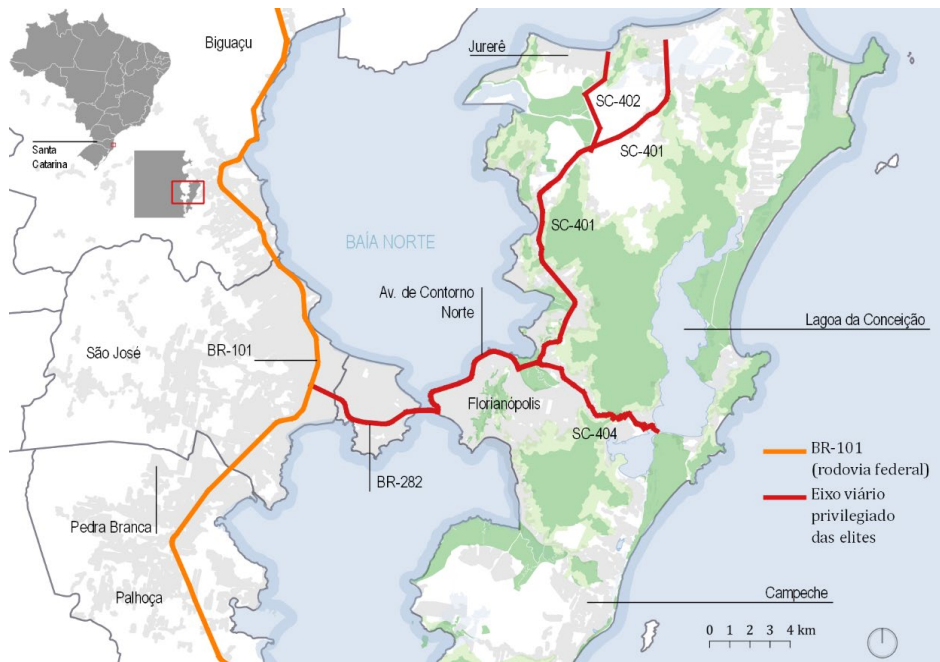 Biguaçu
Jurerê
SC-402
Santa
Catarina
SC-401
SC-401
BAÍA NORTE
Av. de Contorno
Norte
Lagoa da Conceição
São José
BR-101
Florianópolis
SC-404
BR-101
(rodovia federal)
BR-282
Eixo viário
privilegiado
das elites
Pedra Branca
Palhoça
Campeche
0 1 2 3 4 km